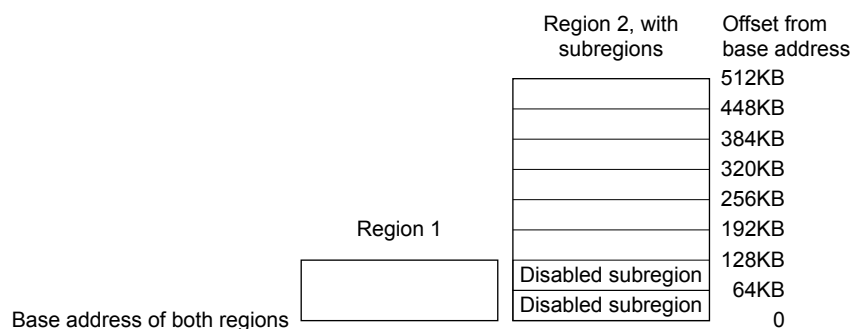 Region 2, with
subregions
Offset from
base address
512KB
448KB
384KB
320KB
256KB
192KB
Region 1
128KB
Disabled subregion
64KB
Disabled subregion
Base address of both regions
0